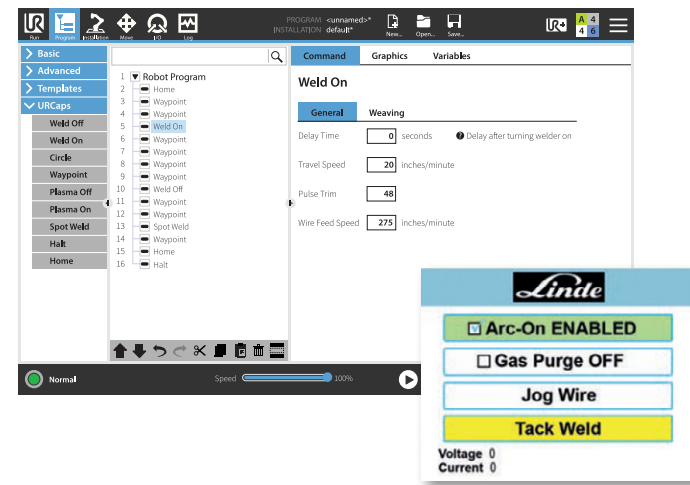 UR
PROGRAM <unnamed>*
INSTALLATION default*
UR+
A 4
4 6
Run Program Installation Move I/O Log New... Open... Save...
Basic
Advanced
Templates
URCaps
Weld Off
Weld On
Circle
Waypoint
Plasma Off
Plasma On
Spot Weld
Halt
Home
1 Robot Program
2 Home
3 Waypoint
4 Waypoint
5 Weld On
6 Waypoint
7 Waypoint
8 Waypoint
9 Waypoint
10 Weld Off
11 Waypoint
12 Waypoint
13 Spot Weld
14 Waypoint
15 Home
16 Halt
Command Graphics Variables
Weld On
General Weaving
Delay Time 0 seconds ? Delay after turning welder on
Travel Speed 20 inches/minute
Pulse Trim 48
Wire Feed Speed 275 inches/minute
Normal
Speed 100%
Linde
Arc-On ENABLED
Gas Purge OFF
Jog Wire
Tack Weld
Voltage 0
Current 0